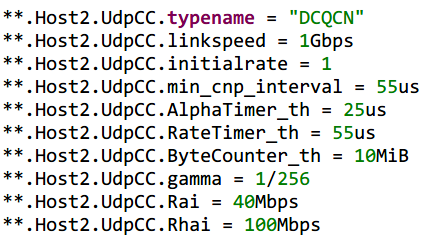 **.Host2.UdpCC.typename = "DCQCN"
**.Host2.UdpCC.linkspeed = 1Gbps
**.Host2.UdpCC.initialrate = 1
**.Host2.UdpCC.min_cnp_interval = 55us
**.Host2.UdpCC.AlphaTimer_th = 25us
**.Host2.UdpCC.RateTimer_th = 55us
**.Host2.UdpCC.ByteCounter_th = 10MiB
**.Host2.UdpCC.gamma = 1/256
**.Host2.UdpCC.Rai = 40Mbps
**.Host2.UdpCC.Rhai = 100Mbps